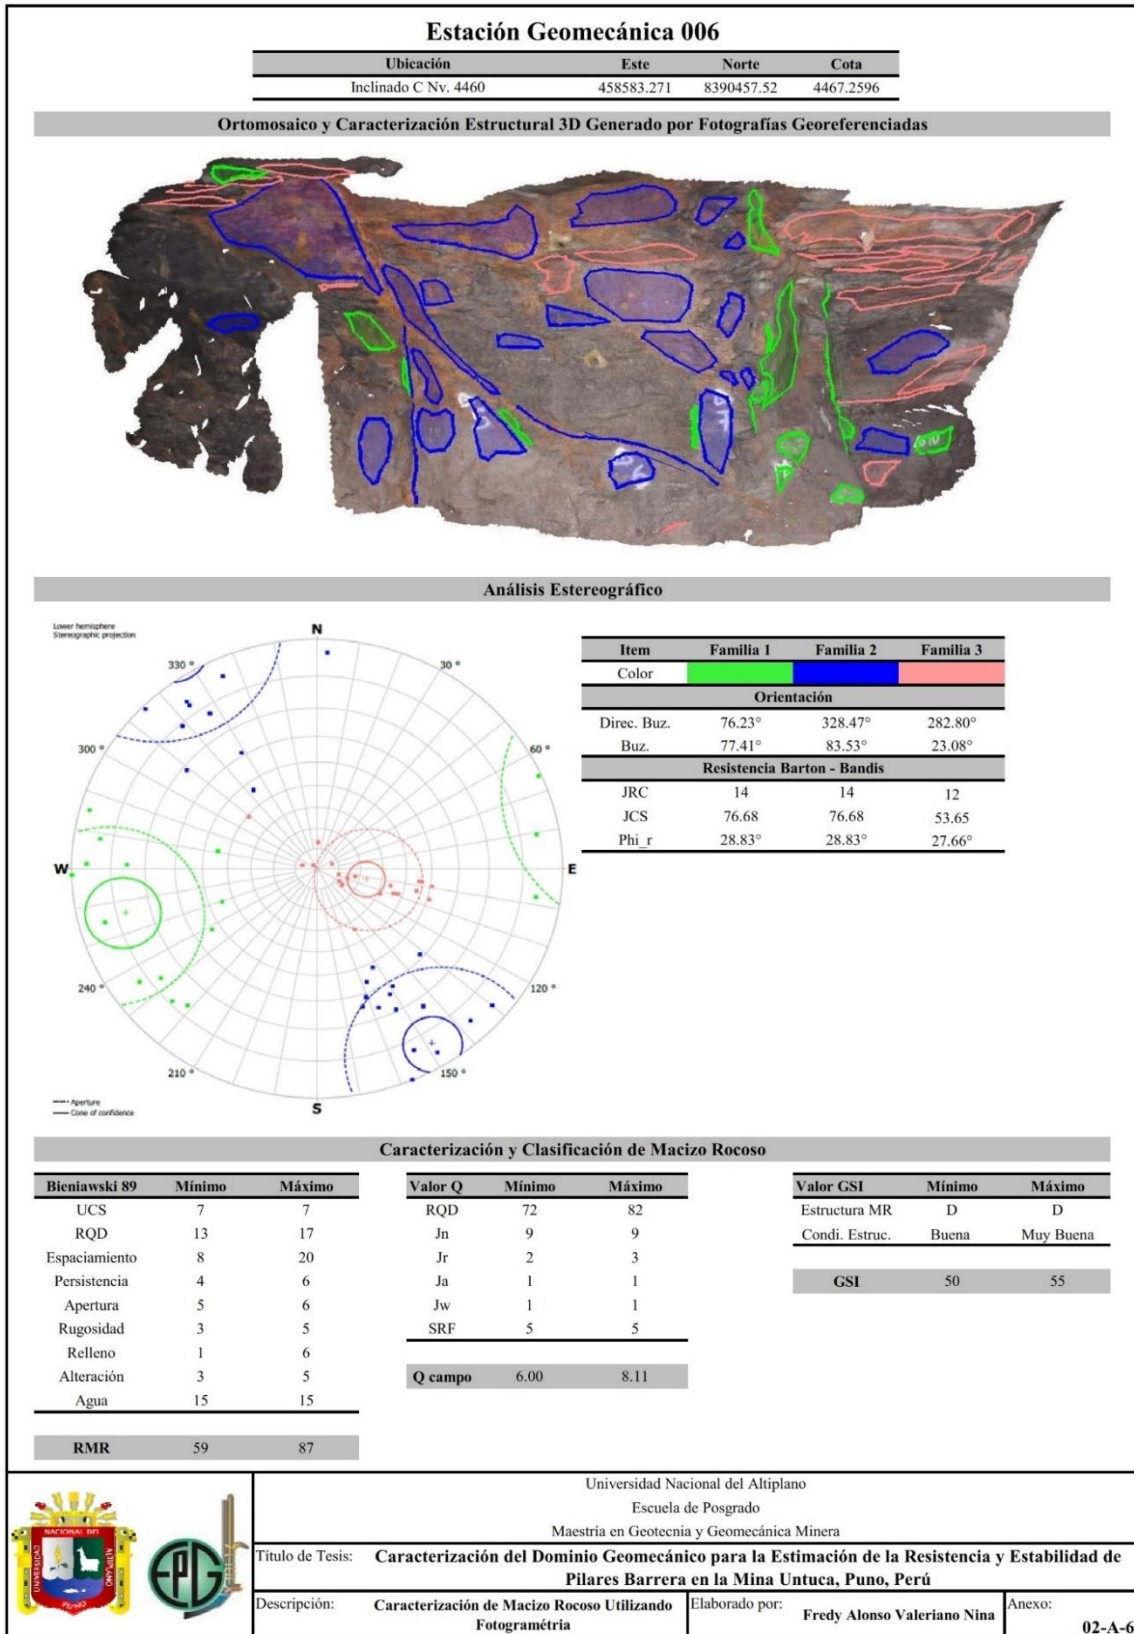 Estación Geomecánica 006
Ubicación Este Norte Cota
Inclinado C Nv. 4460 458583.271 8390457.52 4467.2596
Ortomosaico y Caracterización Estructural 3D Generado por Fotografías Georeferenciadas
Análisis Estereográfico
Lower hemisphere
Stereographic projection
N
330 °
30 °
300 °
60 °
W
E
240 °
120 °
210 °
150 °
S
Aperture
Cone of confidence
Item Familia 1 Familia 2 Familia 3
Color
Orientación
Direc. Buz. 76.23° 328.47° 282.80°
Buz. 77.41° 83.53° 23.08°
Resistencia Barton - Bandis
JRC 14 14 12
JCS 76.68 76.68 53.65
Phi_r 28.83° 28.83° 27.66°
Caracterización y Clasificación de Macizo Rocoso
Bieniawski 89 Mínimo Máximo
UCS 7 7
RQD 13 17
Espaciamiento 8 20
Persistencia 4 6
Apertura 5 6
Rugosidad 3 5
Relleno 1 6
Alteración 3 5
Agua 15 15
RMR 59 87
Valor Q Mínimo Máximo
RQD 72 82
Jn 9 9
Jr 2 3
Ja 1 1
Jw 1 1
SRF 5 5
Q campo 6.00 8.11
Valor GSI Mínimo Máximo
Estructura MR D D
Condi. Estruc. Buena Muy Buena
GSI 50 55
UNIVERSIDAD
NACIONAL DEL
ALTIPLANO
PUNO
EPG
Universidad Nacional del Altiplano
Escuela de Posgrado
Maestría en Geotecnia y Geomecánica Minera
Título de Tesis: Caracterización del Dominio Geomecánico para la Estimación de la Resistencia y Estabilidad de
Pilares Barrera en la Mina Untuca, Puno, Perú
Descripción: Caracterización de Macizo Rocoso Utilizando
Fotogramétria
Elaborado por: Fredy Alonso Valeriano Nina
Anexo:
02-A-6